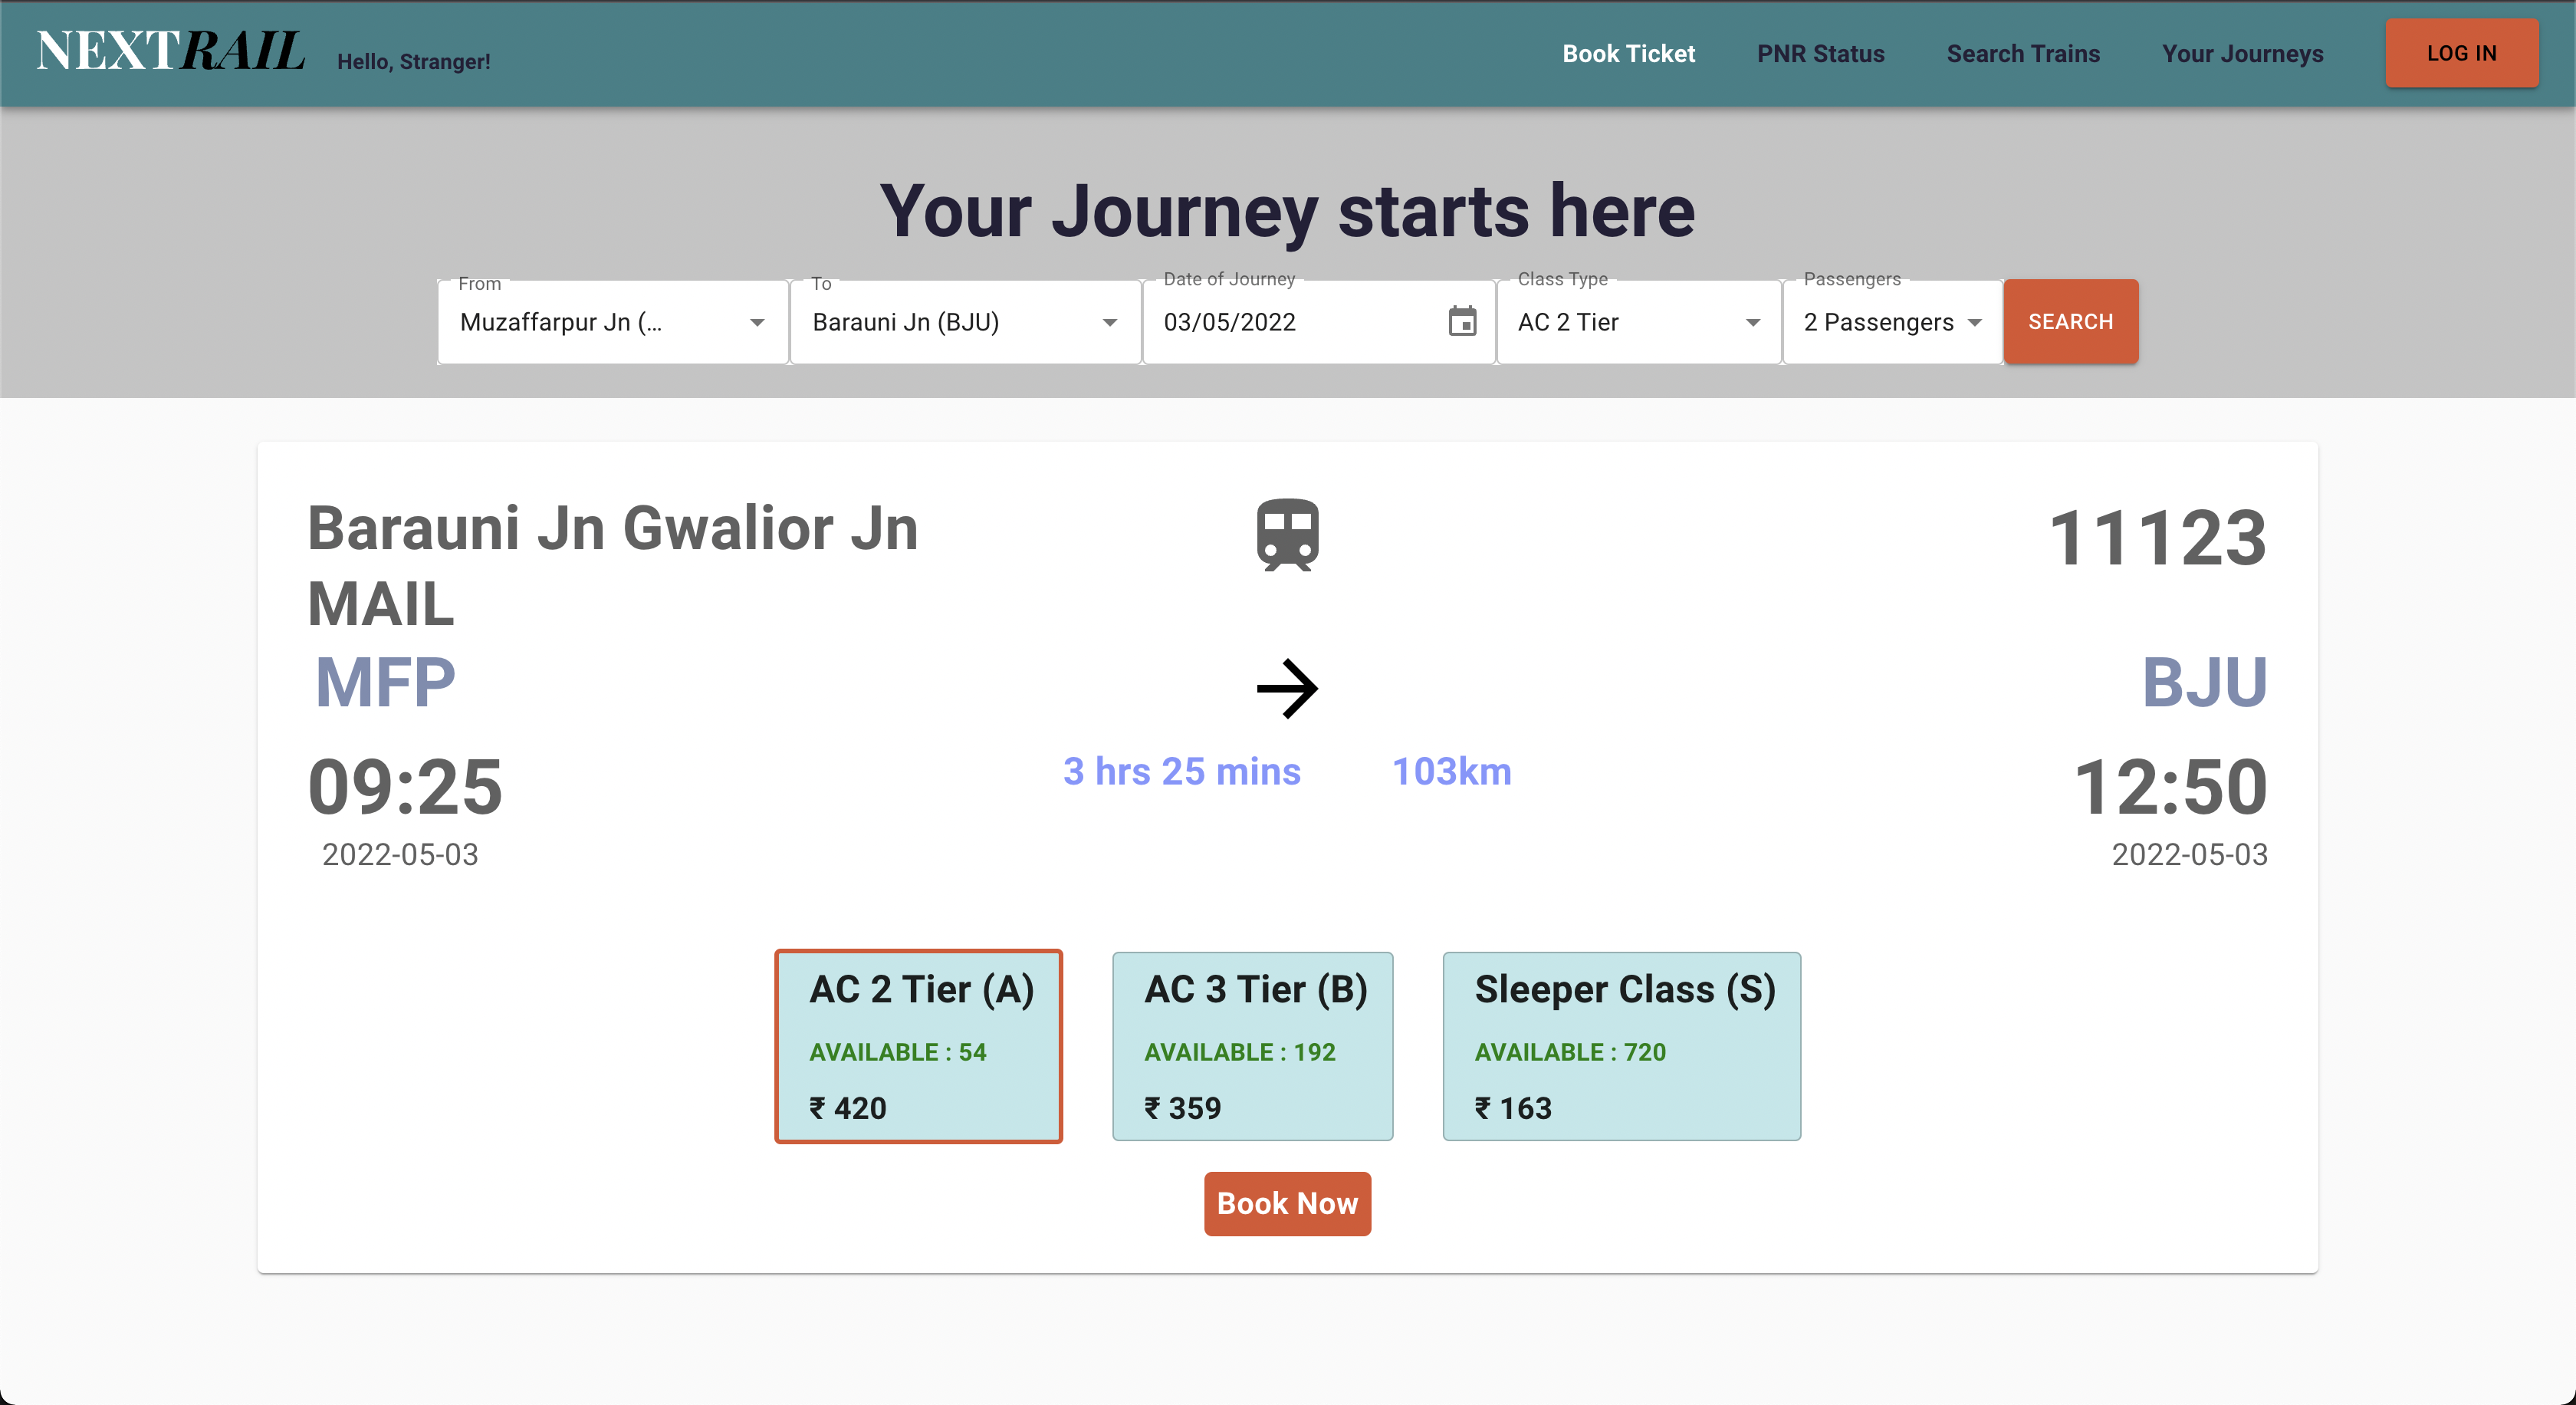 NEXTRAIL
Hello, Stranger!
Book Ticket
PNR Status
Search Trains
Your Journeys
LOG IN
Your Journey starts here
From
To
Date of Journey
Class Type
Passengers
Muzaffarpur Jn (...
Barauni Jn (BJU)
03/05/2022
AC 2 Tier
2 Passengers
SEARCH
Barauni Jn Gwalior Jn
MAIL
11123
MFP
BJU
09:25
3 hrs 25 mins
103km
12:50
2022-05-03
2022-05-03
AC 2 Tier (A)
AVAILABLE : 54
₹ 420
AC 3 Tier (B)
AVAILABLE : 192
₹ 359
Sleeper Class (S)
AVAILABLE : 720
₹ 163
Book Now